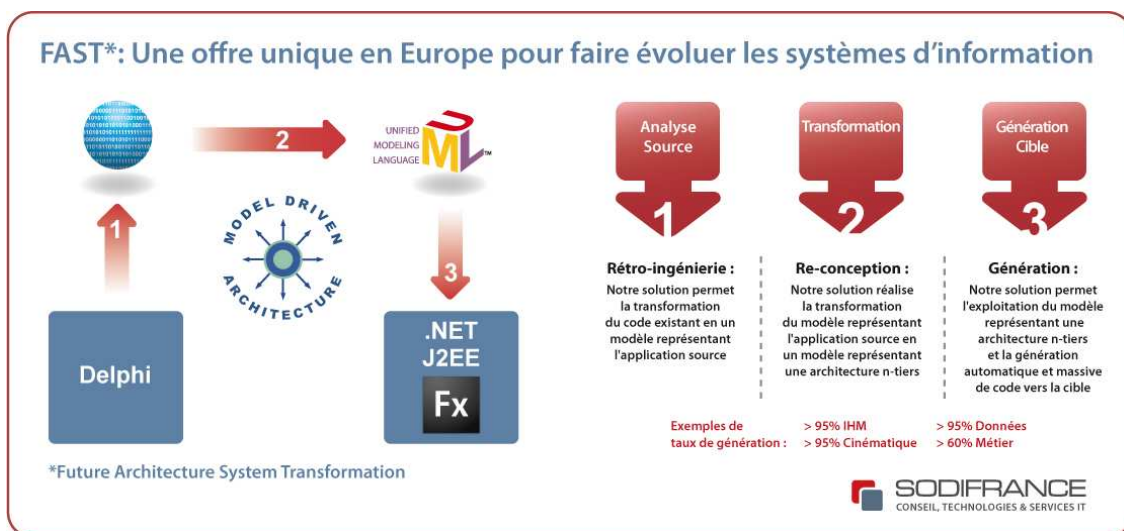 FAST*: Une offre unique en Europe pour faire évoluer les systèmes d'information
2
UNIFIED
MODELING
LANGUAGE
UML™
1
MODEL DRIVEN
ARCHITECTURE
3
Delphi
.NET
J2EE
Fx
*Future Architecture System Transformation
Analyse
Source
1
Rétro-ingénierie :
Notre solution permet
la transformation
du code existant en un
modèle représentant
l'application source
Transformation
2
Re-conception :
Notre solution réalise
la transformation
du modèle représentant
l'application source en
un modèle représentant
une architecture n-tiers
Génération
Cible
3
Génération :
Notre solution permet
l'exploitation du modèle
représentant une
architecture n-tiers
et la génération
automatique et massive
de code vers la cible
Exemples de
taux de génération :
> 95% IHM
> 95% Cinématique
> 95% Données
> 60% Métier
SODIFRANCE
CONSEIL, TECHNOLOGIES & SERVICES IT